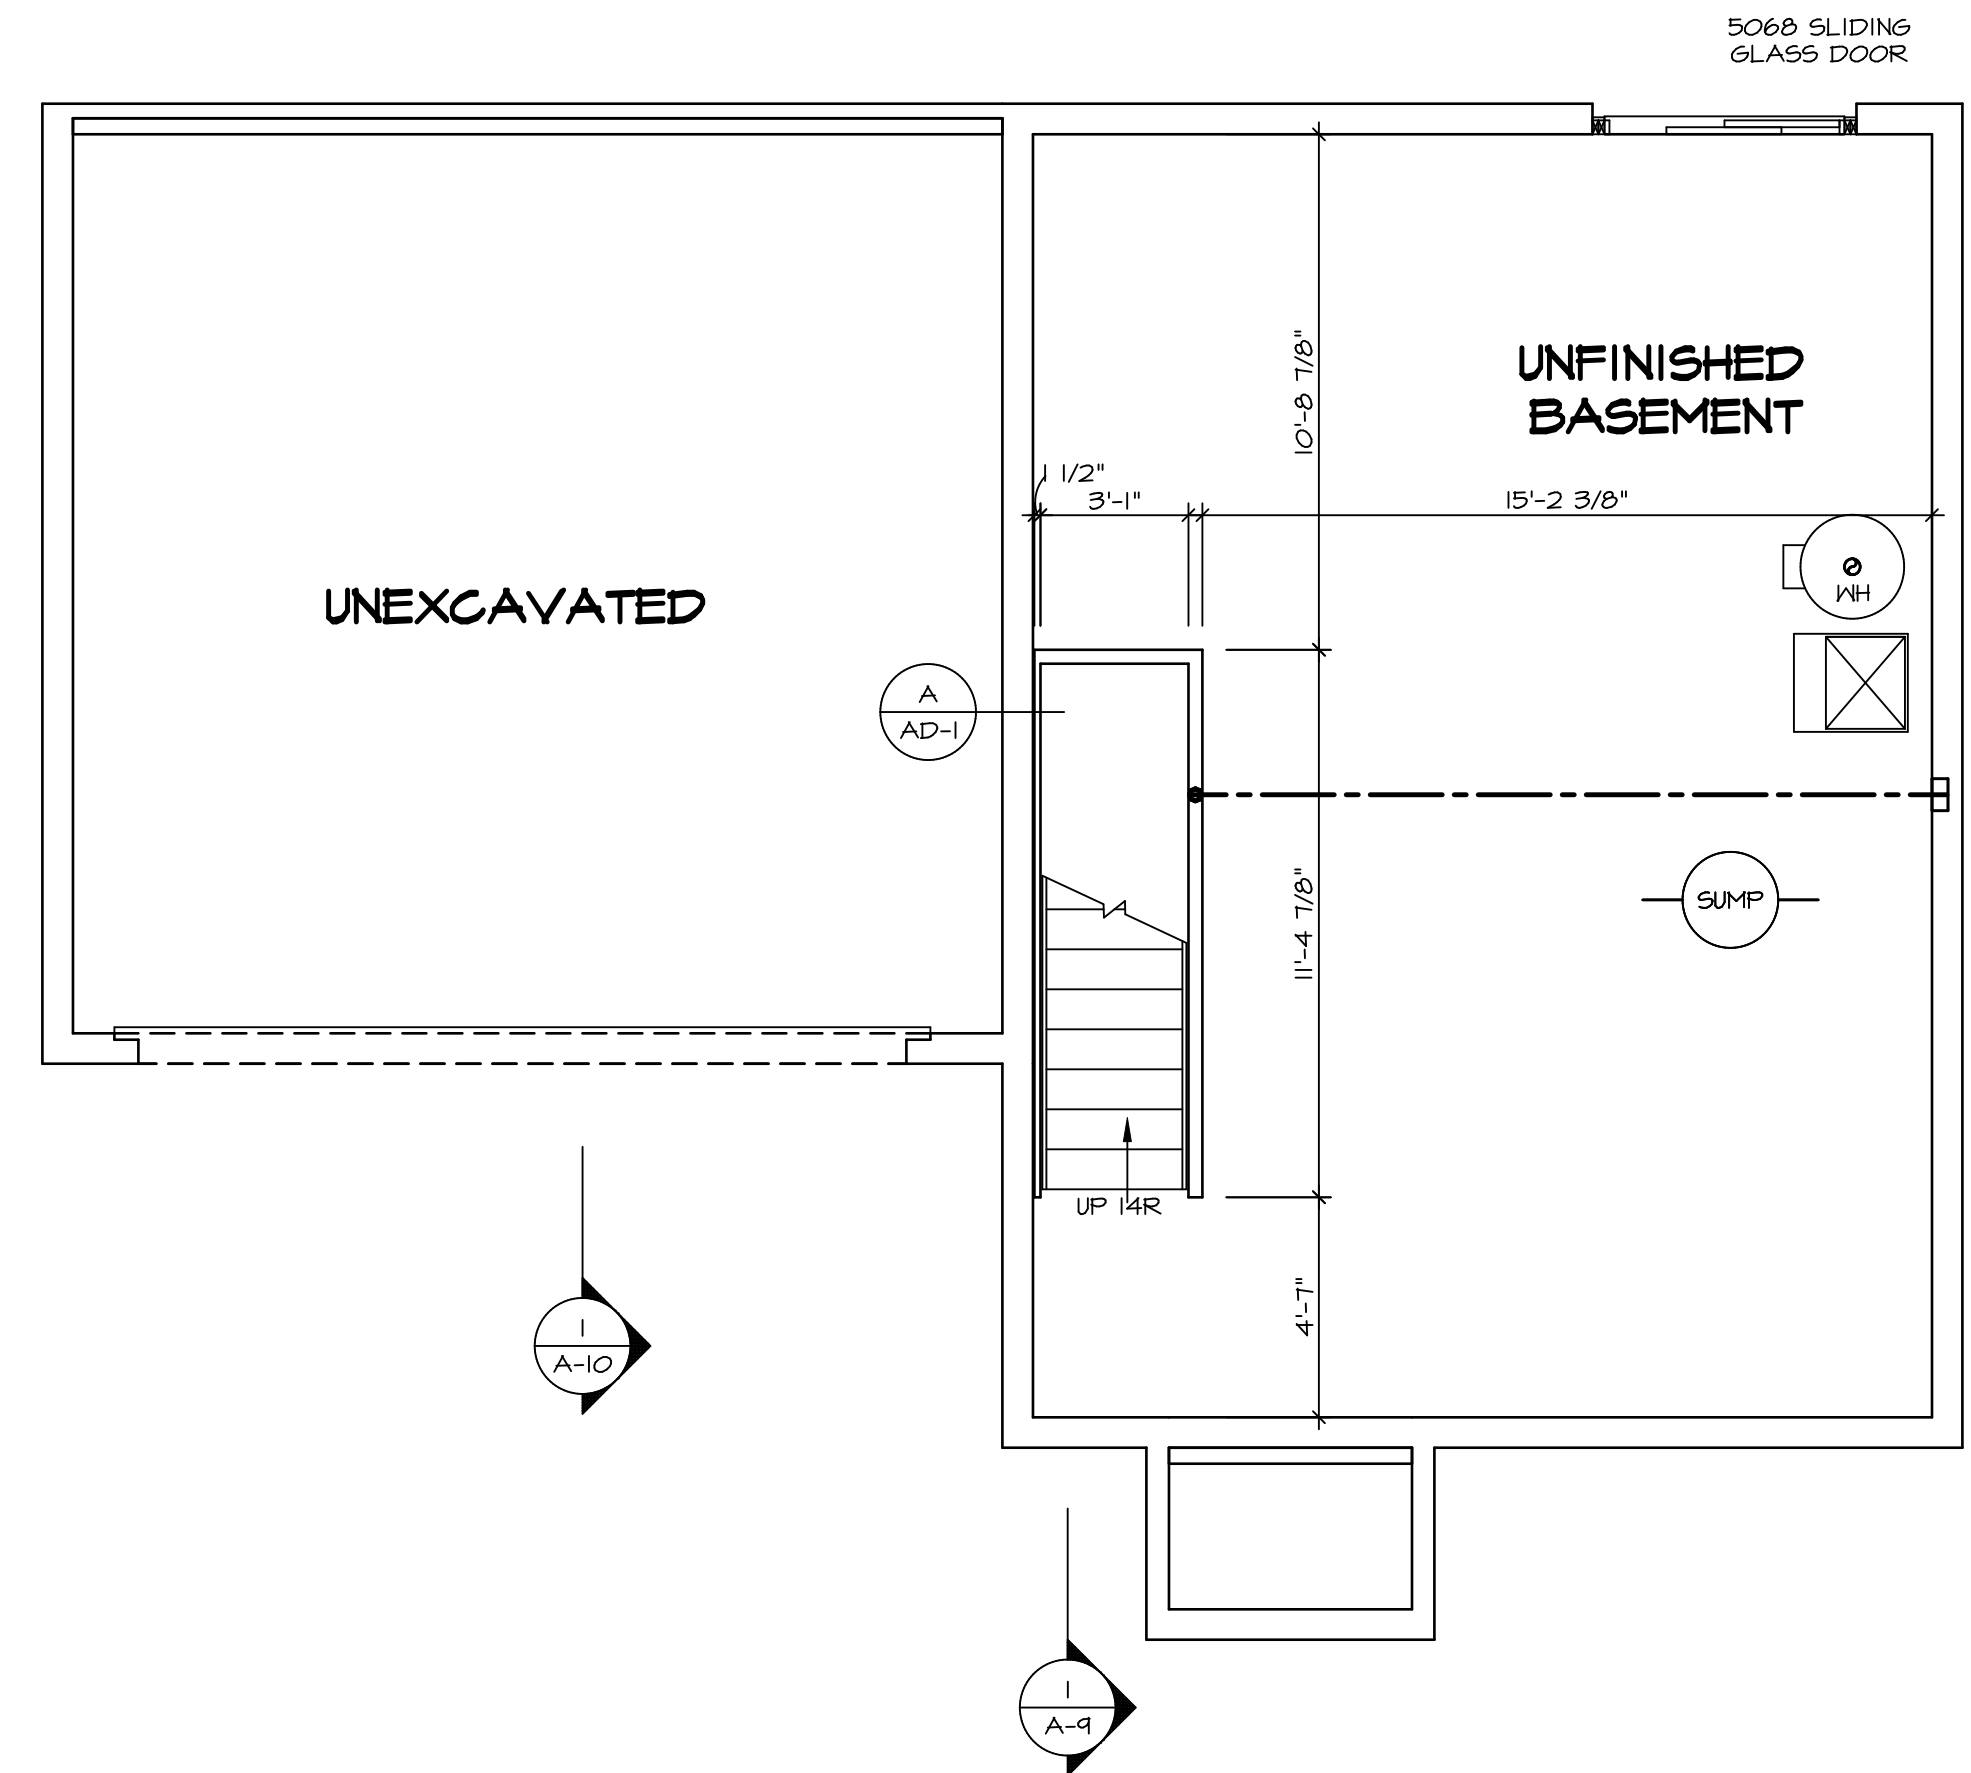 5068 SLIDING
GLASS DOOR
10'-8 7/8"
UNFINISHED
BASEMENT
1 1/2"
3'-1"
15'-2 3/8"
WH
UNEXCAVATED
A
AD-1
SUMP
11'-4 7/8"
UP 14R
4'-7"
1
A-10
1
A-9